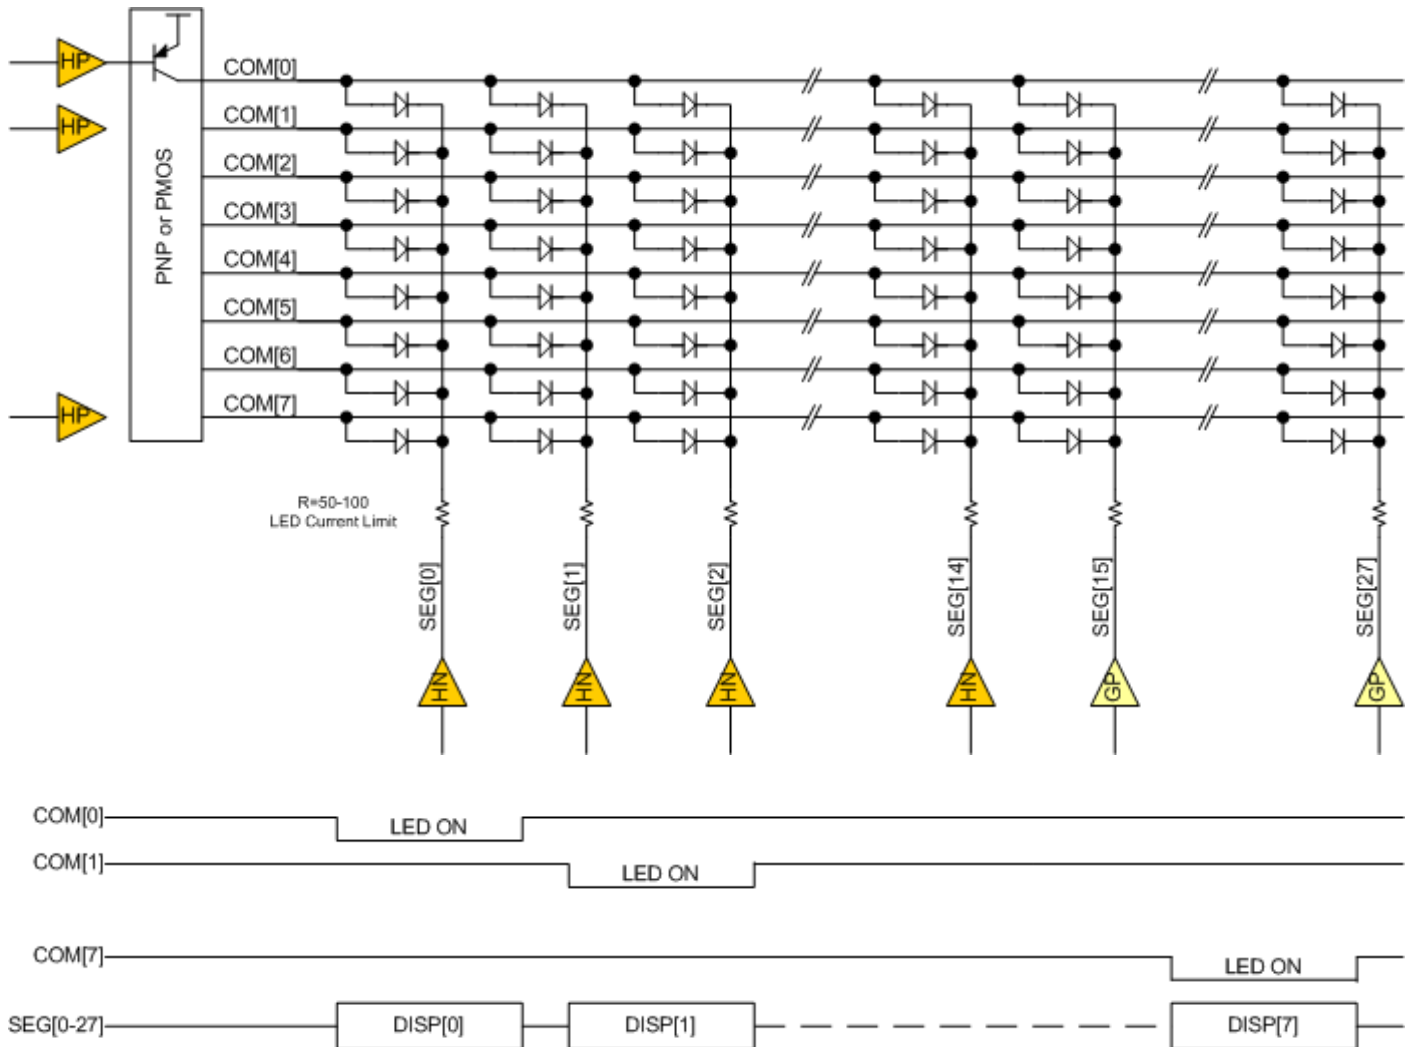 HP
COM[0]
HP
COM[1]
COM[2]
PNP or PMOS
COM[3]
COM[4]
COM[5]
COM[6]
HP
COM[7]
R=50-100
LED Current Limit
SEG[0]
SEG[1]
SEG[2]
SEG[14]
SEG[15]
SEG[27]
HN
HN
HN
HN
GP
GP
COM[0]
LED ON
COM[1]
LED ON
COM[7]
LED ON
SEG[0-27]
DISP[0]
DISP[1]
DISP[7]